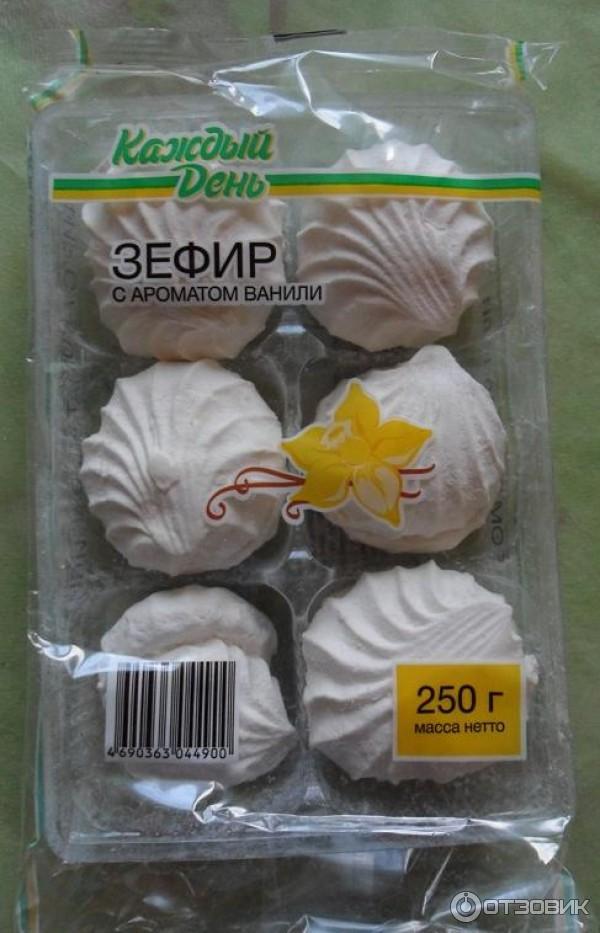 Каждый
День
ЗЕФИР
С АРОМАТОМ ВАНИЛИ
4 690363 044900
250 г
масса нетто
ОТЗОВИК